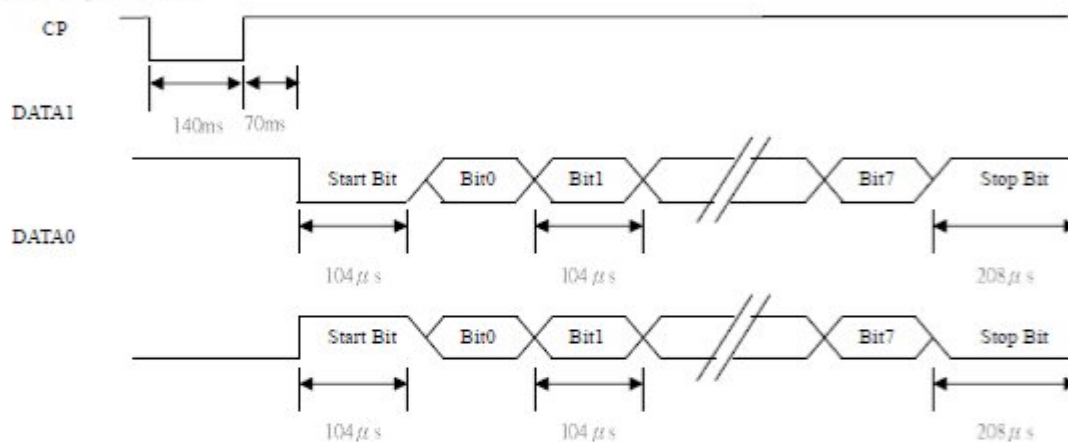 CP
DATA1
140ms 70ms
Start Bit Bit0 Bit1 Bit7 Stop Bit
DATA0
104μs 104μs 208μs
Start Bit Bit0 Bit1 Bit7 Stop Bit
104μs 104μs 208μs